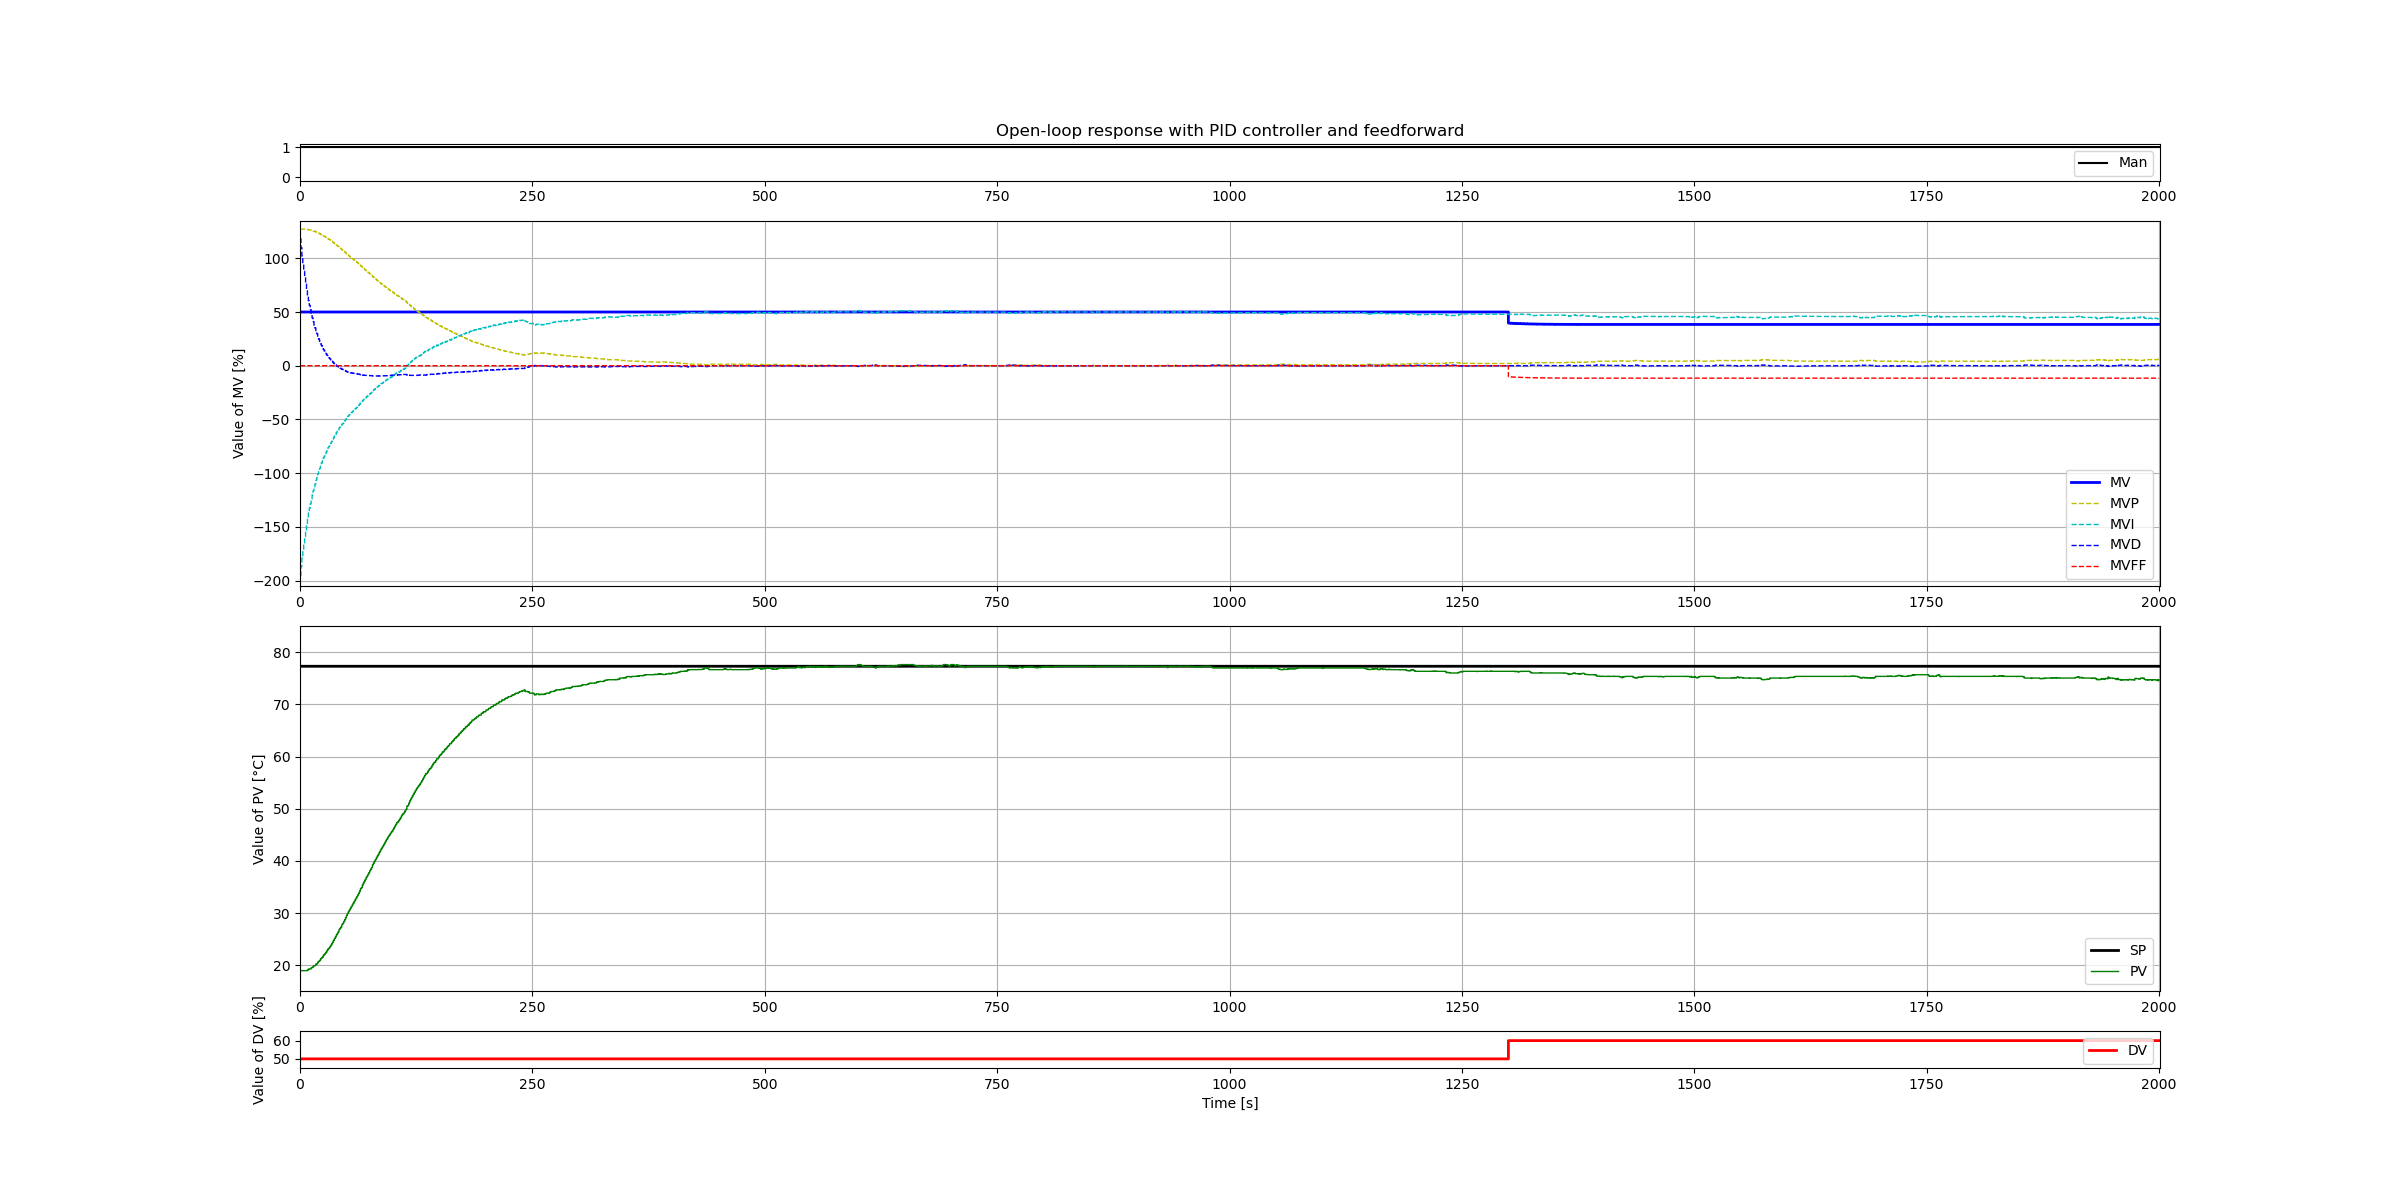 Open-loop response with PID controller and feedforward
1
0
Man
0 250 500 750 1000 1250 1500 1750 2000
Value of MV [%]
100
50
0
−50
−100
−150
−200
MV
MVP
MVI
MVD
MVFF
0 250 500 750 1000 1250 1500 1750 2000
Value of PV [°C]
80
70
60
50
40
30
20
SP
PV
0 250 500 750 1000 1250 1500 1750 2000
Value of DV [%]
60
50
DV
0 250 500 750 1000 1250 1500 1750 2000
Time [s]